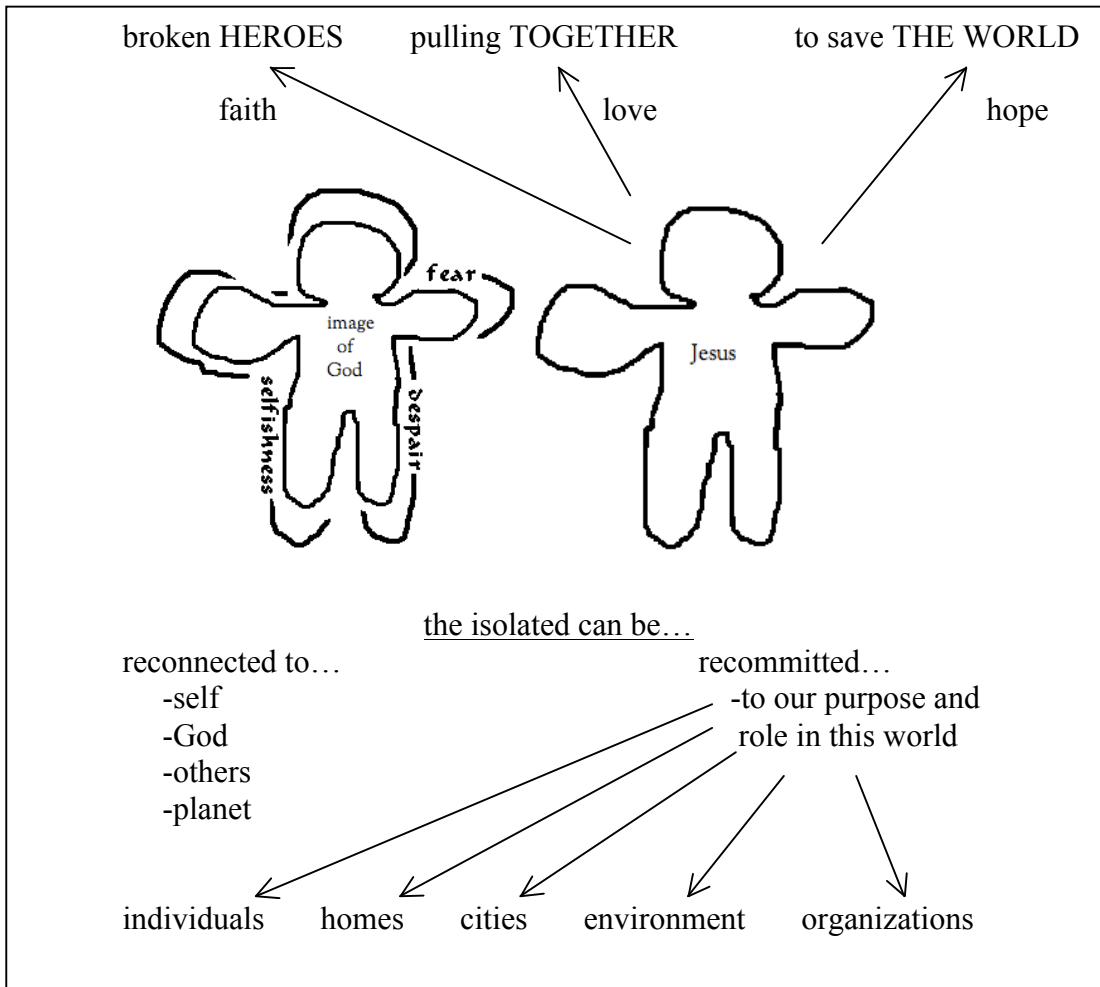 broken HEROES pulling TOGETHER to save THE WORLD
faith love hope
fear
image
of
God
selfishness
despair
Jesus
the isolated can be…
reconnected to…
-self
-God
-others
-planet
recommitted…
-to our purpose and
role in this world
individuals homes cities environment organizations